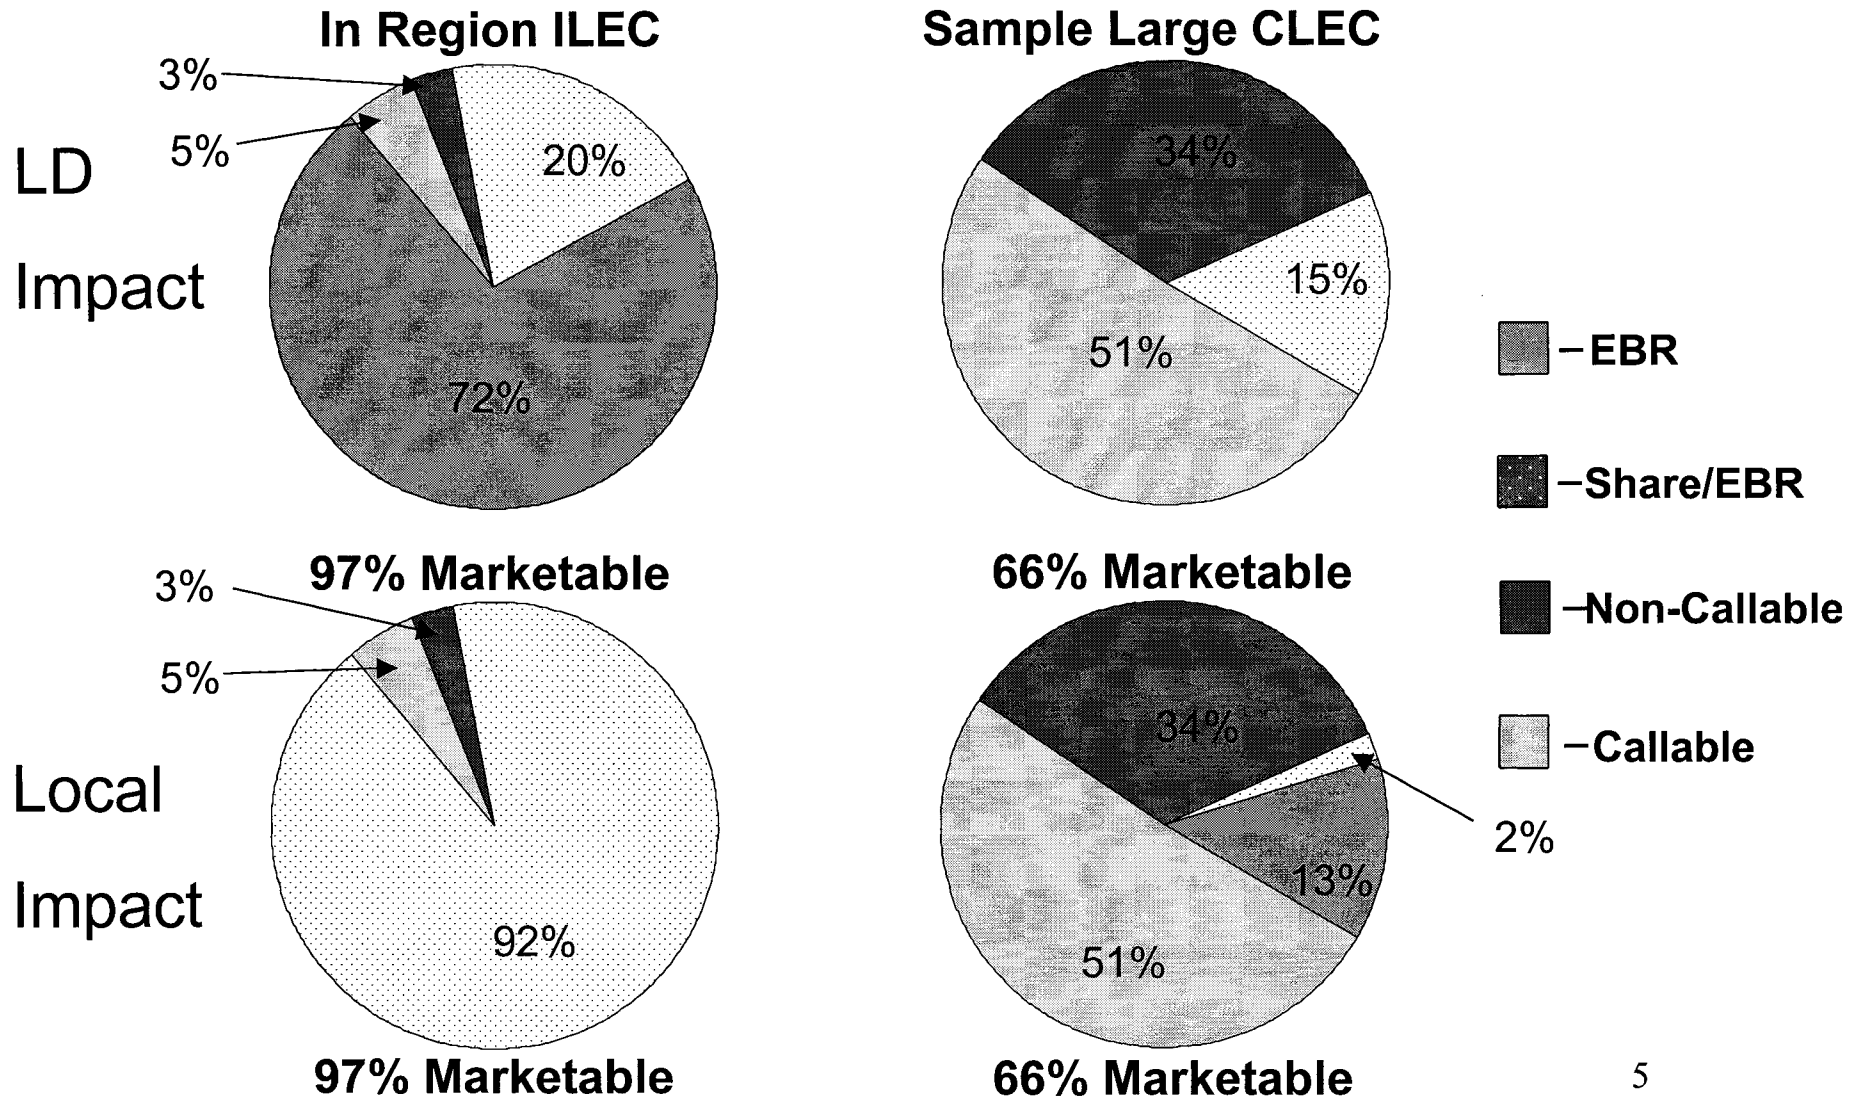 In Region ILEC
Sample Large CLEC
3%
5%
20%
72%
34%
15%
51%
LD
Impact
97% Marketable
66% Marketable
–EBR
–Share/EBR
–Non-Callable
–Callable
3%
5%
92%
34%
2%
13%
51%
Local
Impact
97% Marketable
66% Marketable
5